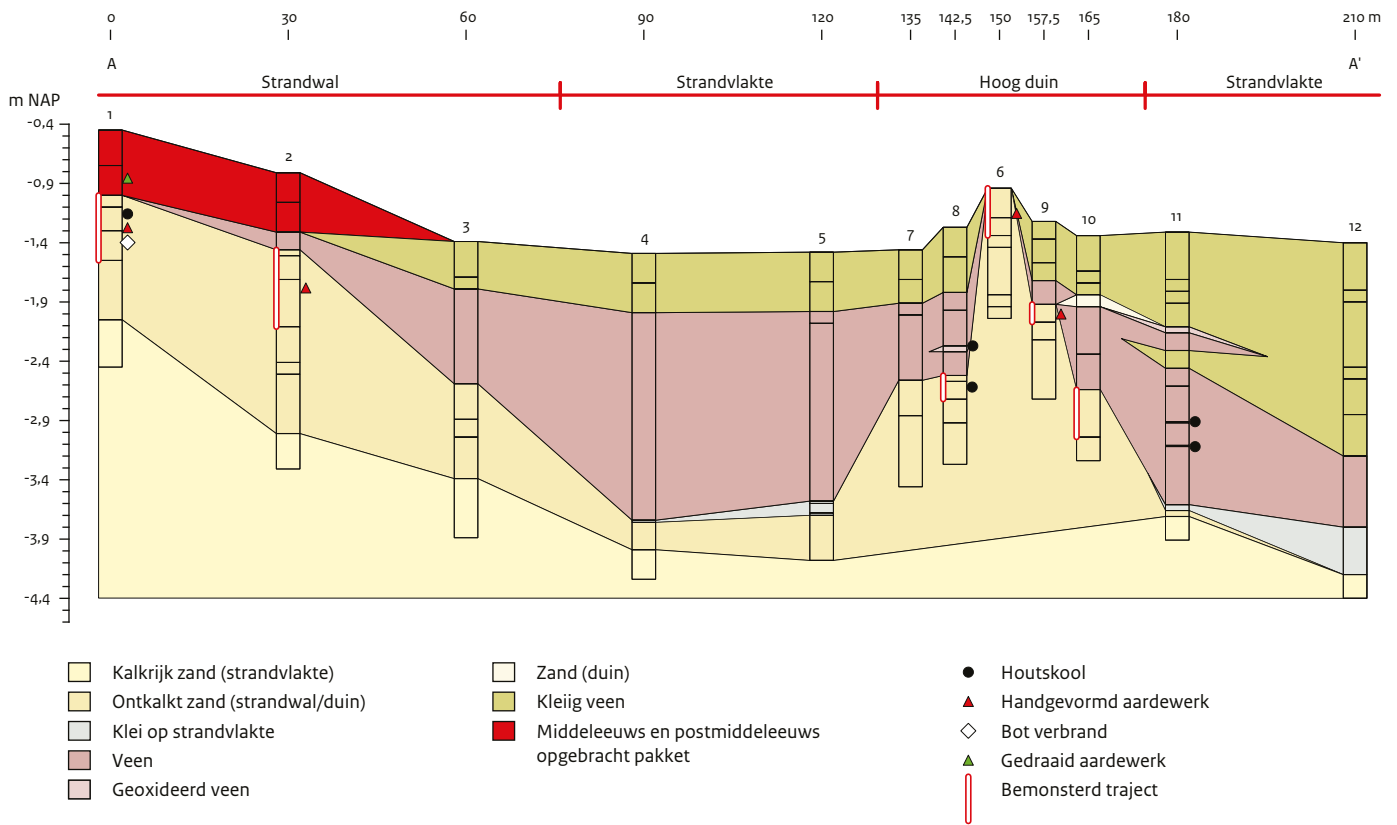 0 30 60 90 120 135 142,5 150 157,5 165 180 210 m
A A'
Strandwal Strandvlakte Hoog duin Strandvlakte
m NAP
1
-0,4
2
6
-0,9
8 9
3 7 10 11 12
4 5
-1,4
-1,9
-2,4
-2,9
-3,4
-3,9
-4,4
Kalkrijk zand (strandvlakte)
Ontkalkt zand (strandwal/duin)
Klei op strandvlakte
Veen
Geoxideerd veen
Zand (duin)
Kleiig veen
Middeleeuws en postmiddeleeuws
opgebracht pakket
Houtskool
Handgevormd aardewerk
Bot verbrand
Gedraaid aardewerk
Bemonsterd traject